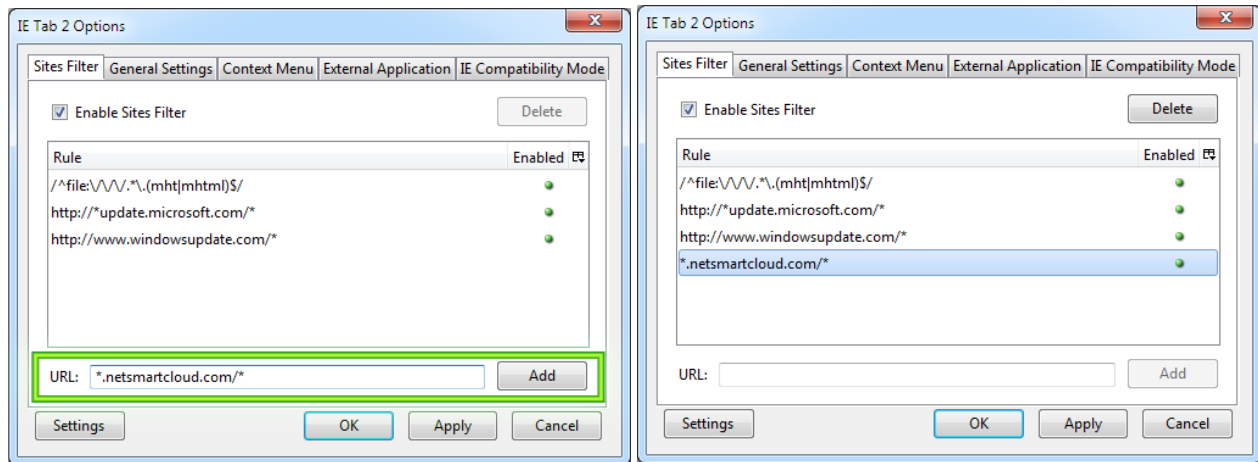 IE Tab 2 Options
Sites Filter General Settings Context Menu External Application IE Compatibility Mode
Enable Sites Filter Delete
Rule Enabled
/^file:\/\/\/.*\.(mht|mhtml)$/
http://*update.microsoft.com/*
http://www.windowsupdate.com/*
URL: *.netsmartcloud.com/* Add
Settings OK Apply Cancel
IE Tab 2 Options
Sites Filter General Settings Context Menu External Application IE Compatibility Mode
Enable Sites Filter Delete
Rule Enabled
/^file:\/\/\/.*\.(mht|mhtml)$/
http://*update.microsoft.com/*
http://www.windowsupdate.com/*
*.netsmartcloud.com/*
URL: Add
Settings OK Apply Cancel